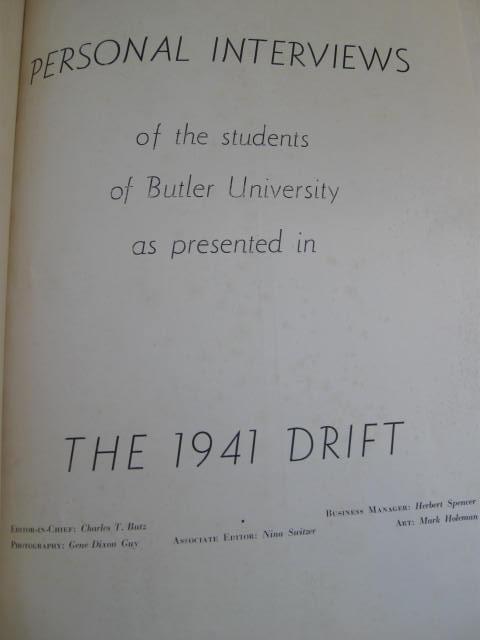 PERSONAL INTERVIEWS
of the students
of Butler University
as presented in
THE 1941 DRIFT
Editor-in-Chief: Charles T. Butz
Photography: Gene Dixon Guy
Associate Editor: Nina Switzer
Business Manager: Herbert Spencer
Art: Mark Holeman